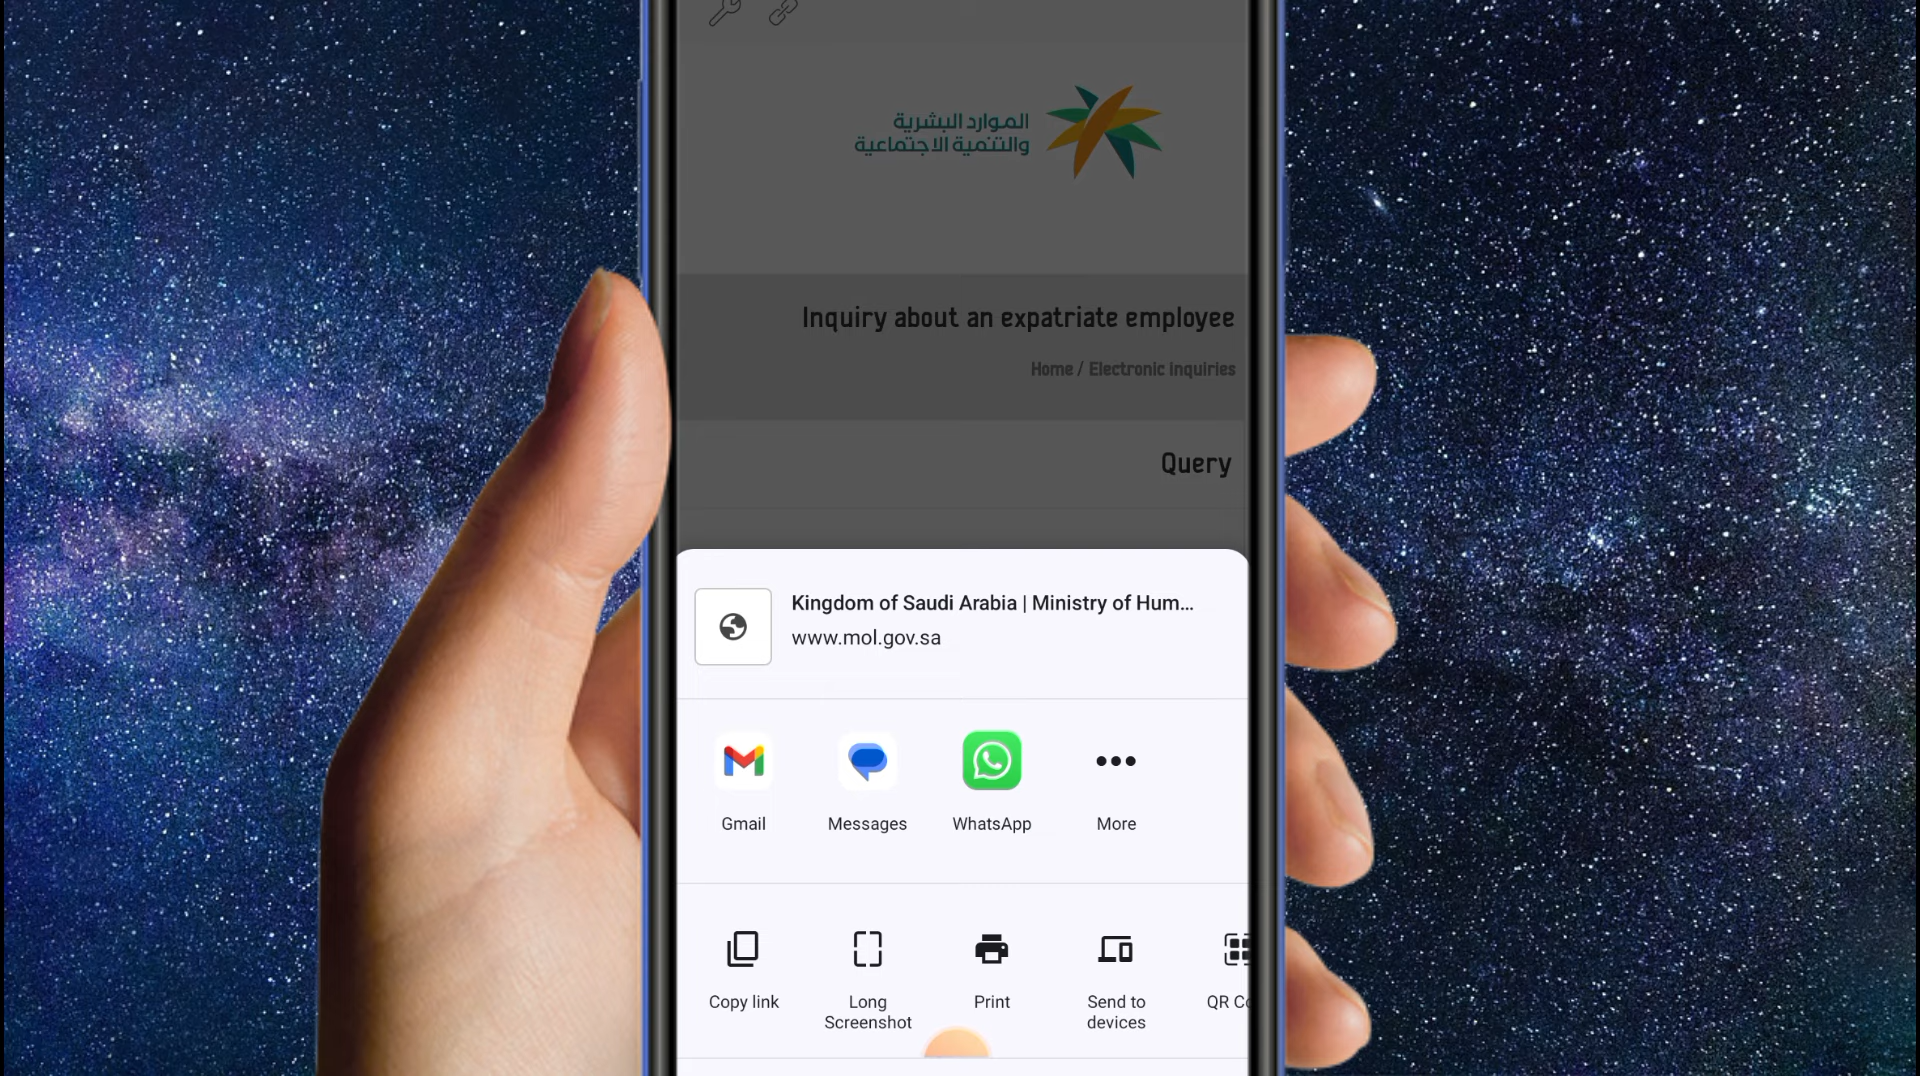 الموارد البشرية
والتنمية الاجتماعية
Inquiry about an expatriate employee
Home / Electronic Inquiries
Query
Kingdom of Saudi Arabia | Ministry of Hum...
www.mol.gov.sa
Gmail
Messages
WhatsApp
More
Copy link
Long
Screenshot
Print
Send to
devices
QR Co